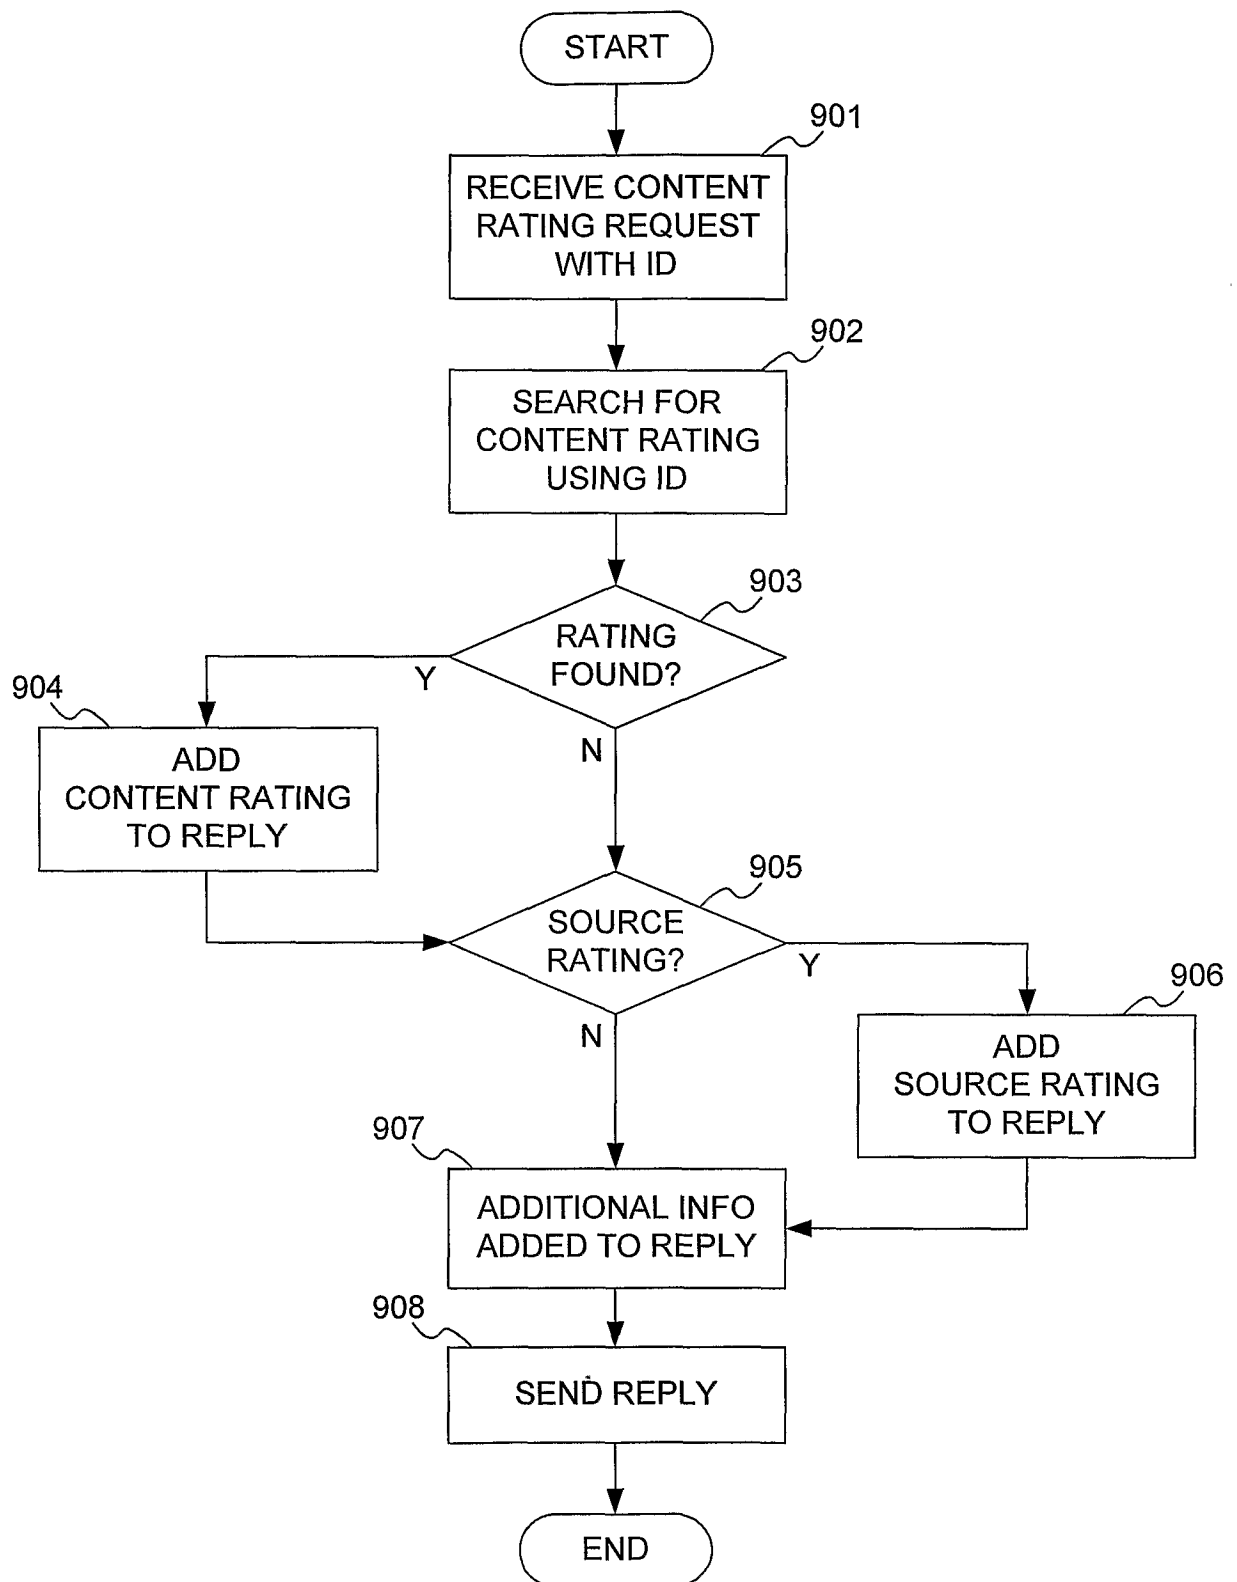 START
901
RECEIVE CONTENT
RATING REQUEST
WITH ID
902
SEARCH FOR
CONTENT RATING
USING ID
903
RATING
FOUND?
Y
N
904
ADD
CONTENT RATING
TO REPLY
905
SOURCE
RATING?
Y
N
906
ADD
SOURCE RATING
TO REPLY
907
ADDITIONAL INFO
ADDED TO REPLY
908
SEND REPLY
END